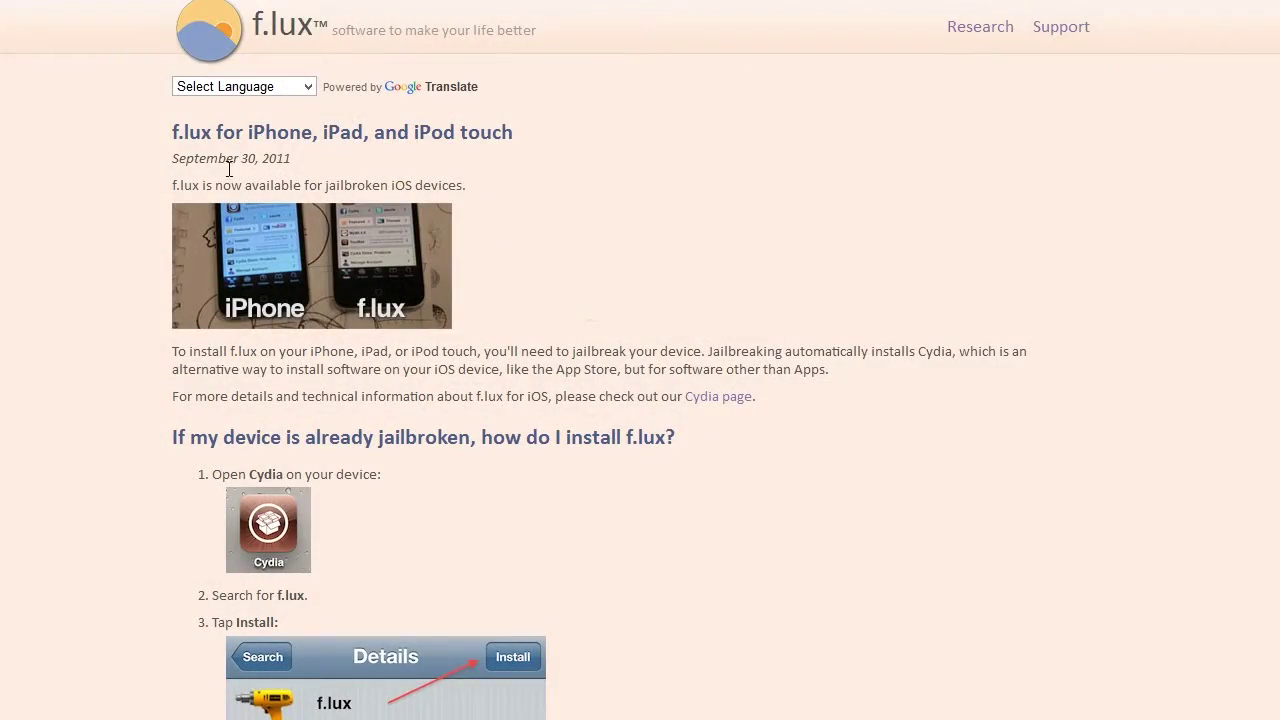 f.lux™ software to make your life better
Research Support
Select Language Powered by Google Translate
f.lux for iPhone, iPad, and iPod touch
September 30, 2011
f.lux is now available for jailbroken iOS devices.
iPhone f.lux
To install f.lux on your iPhone, iPad, or iPod touch, you'll need to jailbreak your device. Jailbreaking automatically installs Cydia, which is an
alternative way to install software on your iOS device, like the App Store, but for software other than Apps.
For more details and technical information about f.lux for iOS, please check out our Cydia page.
If my device is already jailbroken, how do I install f.lux?
1. Open Cydia on your device:
Cydia
2. Search for f.lux.
3. Tap Install:
Search Details Install
f.lux